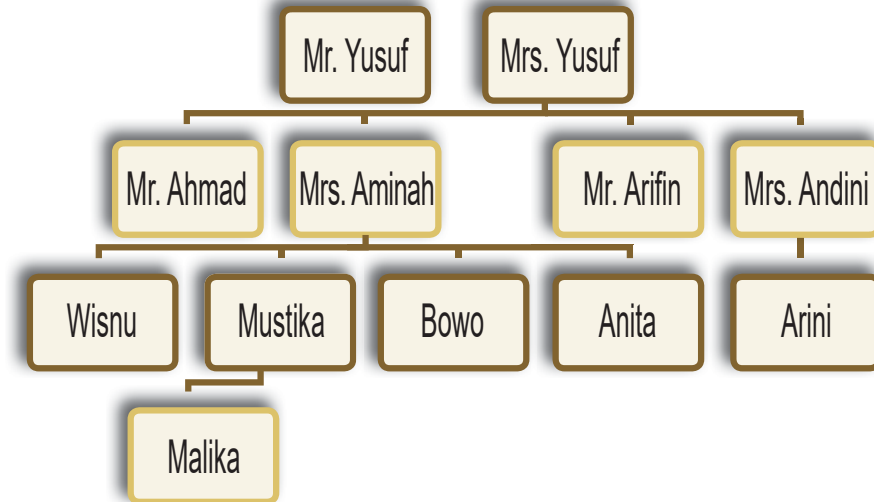 Mr. Yusuf
Mrs. Yusuf
Mr. Ahmad
Mrs. Aminah
Mr. Arifin
Mrs. Andini
Wisnu
Mustika
Bowo
Anita
Arini
Malika